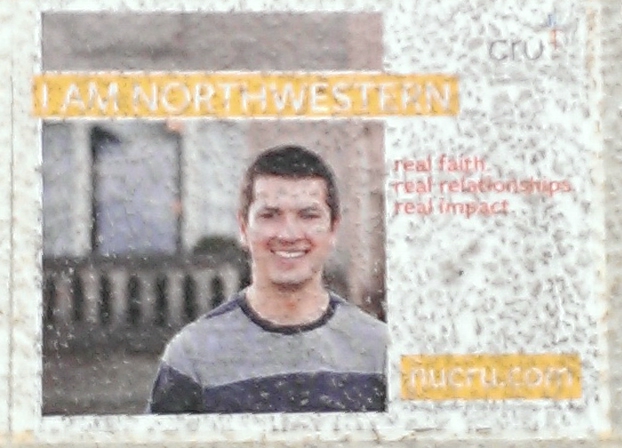 cru
I AM NORTHWESTERN
real faith.
real relationships.
real impact.
nucru.com